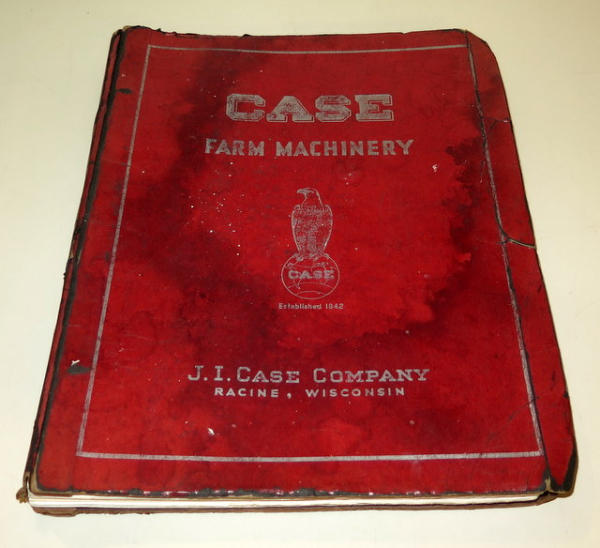 CASE
FARM MACHINERY
CASE
Established 1842
J.I. CASE COMPANY
RACINE, WISCONSIN